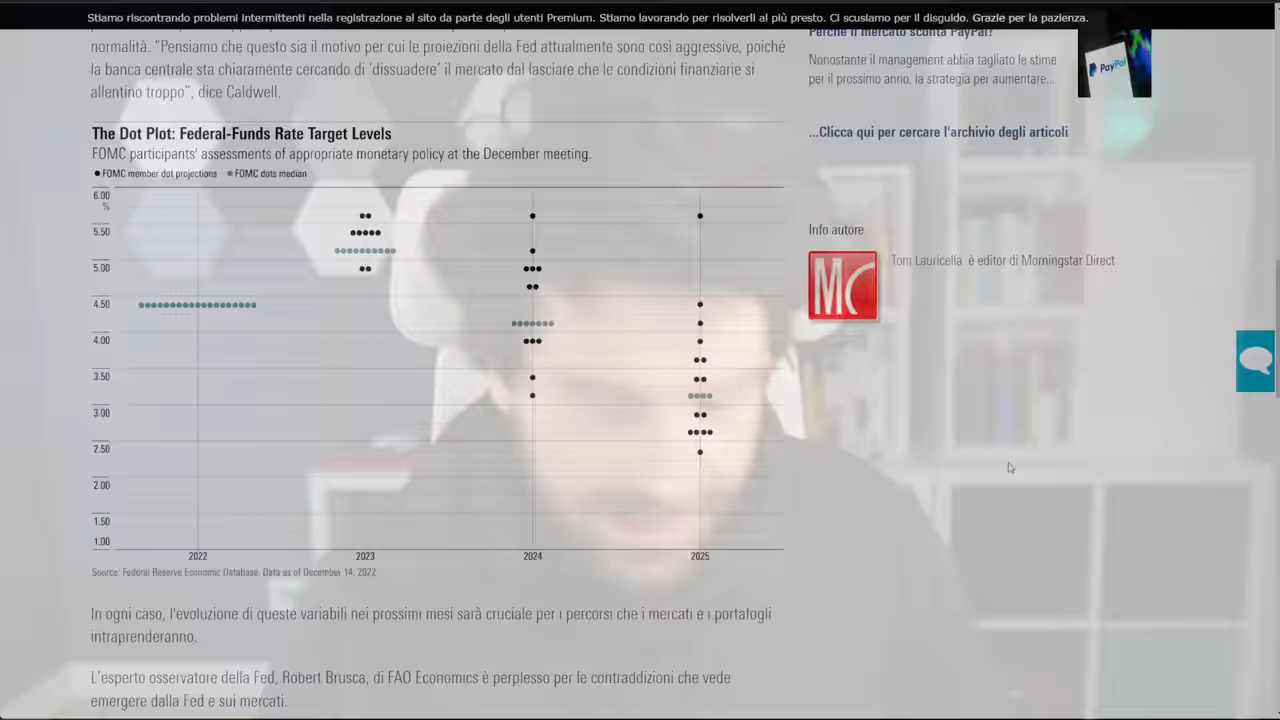 Stiamo riscontrando problemi intermittenti nella registrazione al sito da parte degli utenti Premium. Stiamo lavorando per risolverli al più presto. Ci scusiamo per il disguido. Grazie per la pazienza.
normalità. “Pensiamo che questo sia il motivo per cui le proiezioni della Fed attualmente sono così aggressive, poiché
la banca centrale sta chiaramente cercando di ‘dissuadere’ il mercato dal lasciare che le condizioni finanziarie si
allentino troppo”, dice Caldwell.
The Dot Plot: Federal-Funds Rate Target Levels
FOMC participants' assessments of appropriate monetary policy at the December meeting.
FOMC member dot projections FOMC dots median
6.00
%
5.50
5.00
4.50
4.00
3.50
3.00
2.50
2.00
1.50
1.00
2022 2023 2024 2025
Source: Federal Reserve Economic Database. Data as of December 14, 2022
In ogni caso, l'evoluzione di queste variabili nei prossimi mesi sarà cruciale per i percorsi che i mercati e i portafogli
intraprenderanno.
L'esperto osservatore della Fed, Robert Brusca, di FAO Economics è perplesso per le contraddizioni che vede
emergere dalla Fed e sui mercati.
Perché il mercato sconta PayPal?
Nonostante il management abbia tagliato le stime
per il prossimo anno, la strategia per aumentare...
PayPal
...Clicca qui per cercare l'archivio degli articoli
Info autore
MC
Tom Lauricella è editor di Morningstar Direct